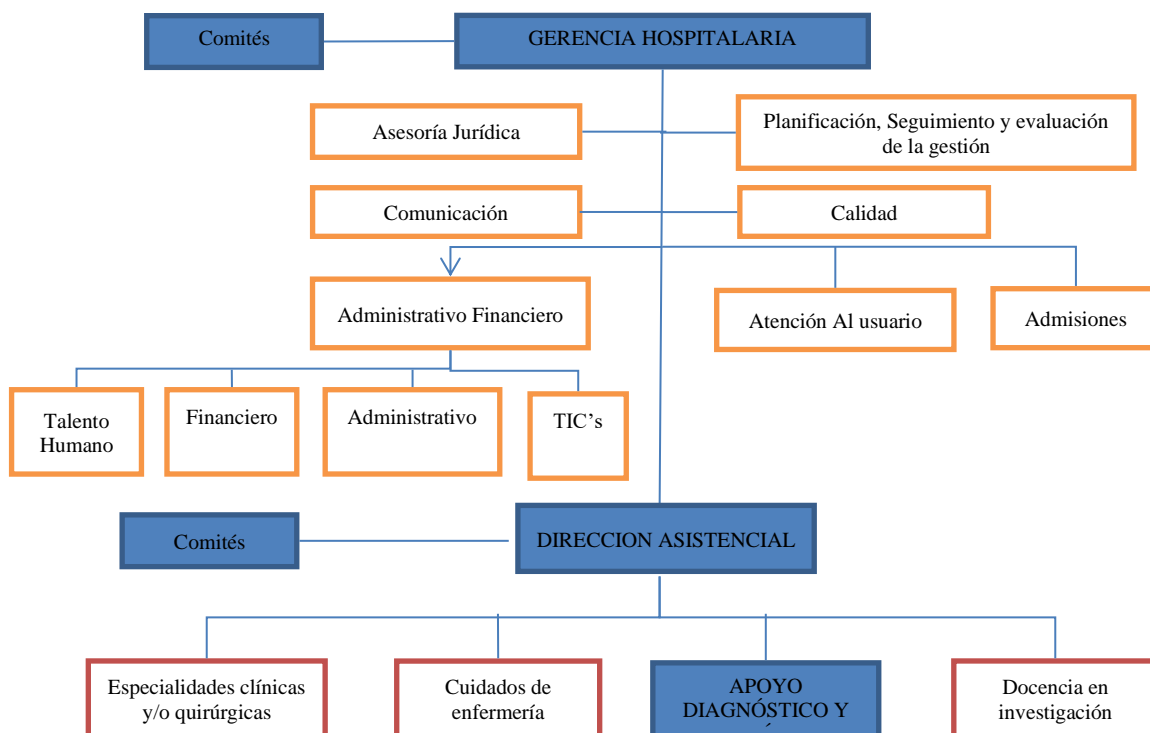 Comités
GERENCIA HOSPITALARIA
Asesoría Jurídica
Planificación, Seguimiento y evaluación
de la gestión
Comunicación
Calidad
Administrativo Financiero
Atención Al usuario
Admisiones
Talento
Humano
Financiero
Administrativo
TIC's
Comités
DIRECCION ASISTENCIAL
Especialidades clínicas
y/o quirúrgicas
Cuidados de
enfermería
APOYO
DIAGNÓSTICO Y
Docencia en
investigación